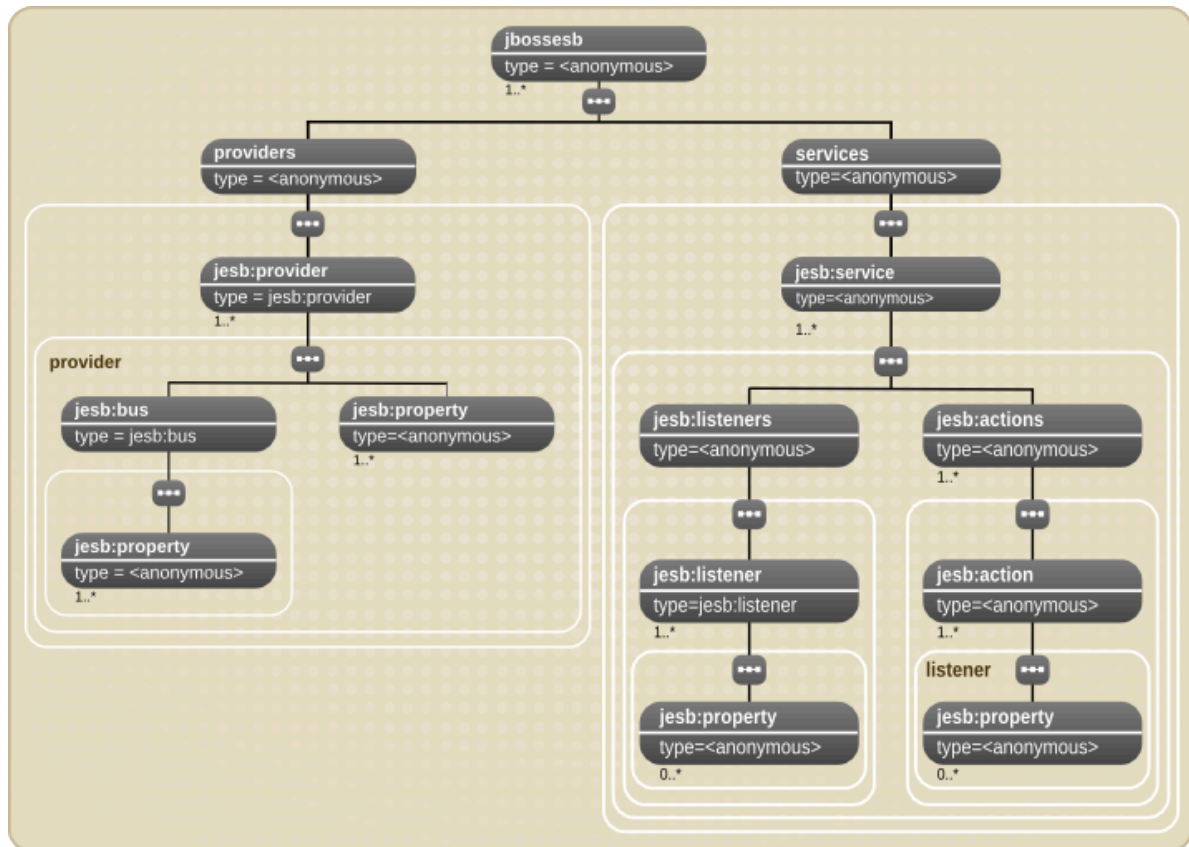 jbossesb
type = <anonymous>
1..*
providers
type = <anonymous>
services
type=<anonymous>
jesb:provider
type = jesb:provider
1..*
jesb:service
type=<anonymous>
1..*
provider
jesb:bus
type = jesb:bus
jesb:property
type=<anonymous>
1..*
jesb:property
type = <anonymous>
1..*
jesb:listeners
type=<anonymous>
jesb:actions
type=<anonymous>
1..*
jesb:listener
type=jesb:listener
1..*
jesb:action
type=<anonymous>
1..*
jesb:property
type=<anonymous>
0..*
listener
jesb:property
type=<anonymous>
0..*